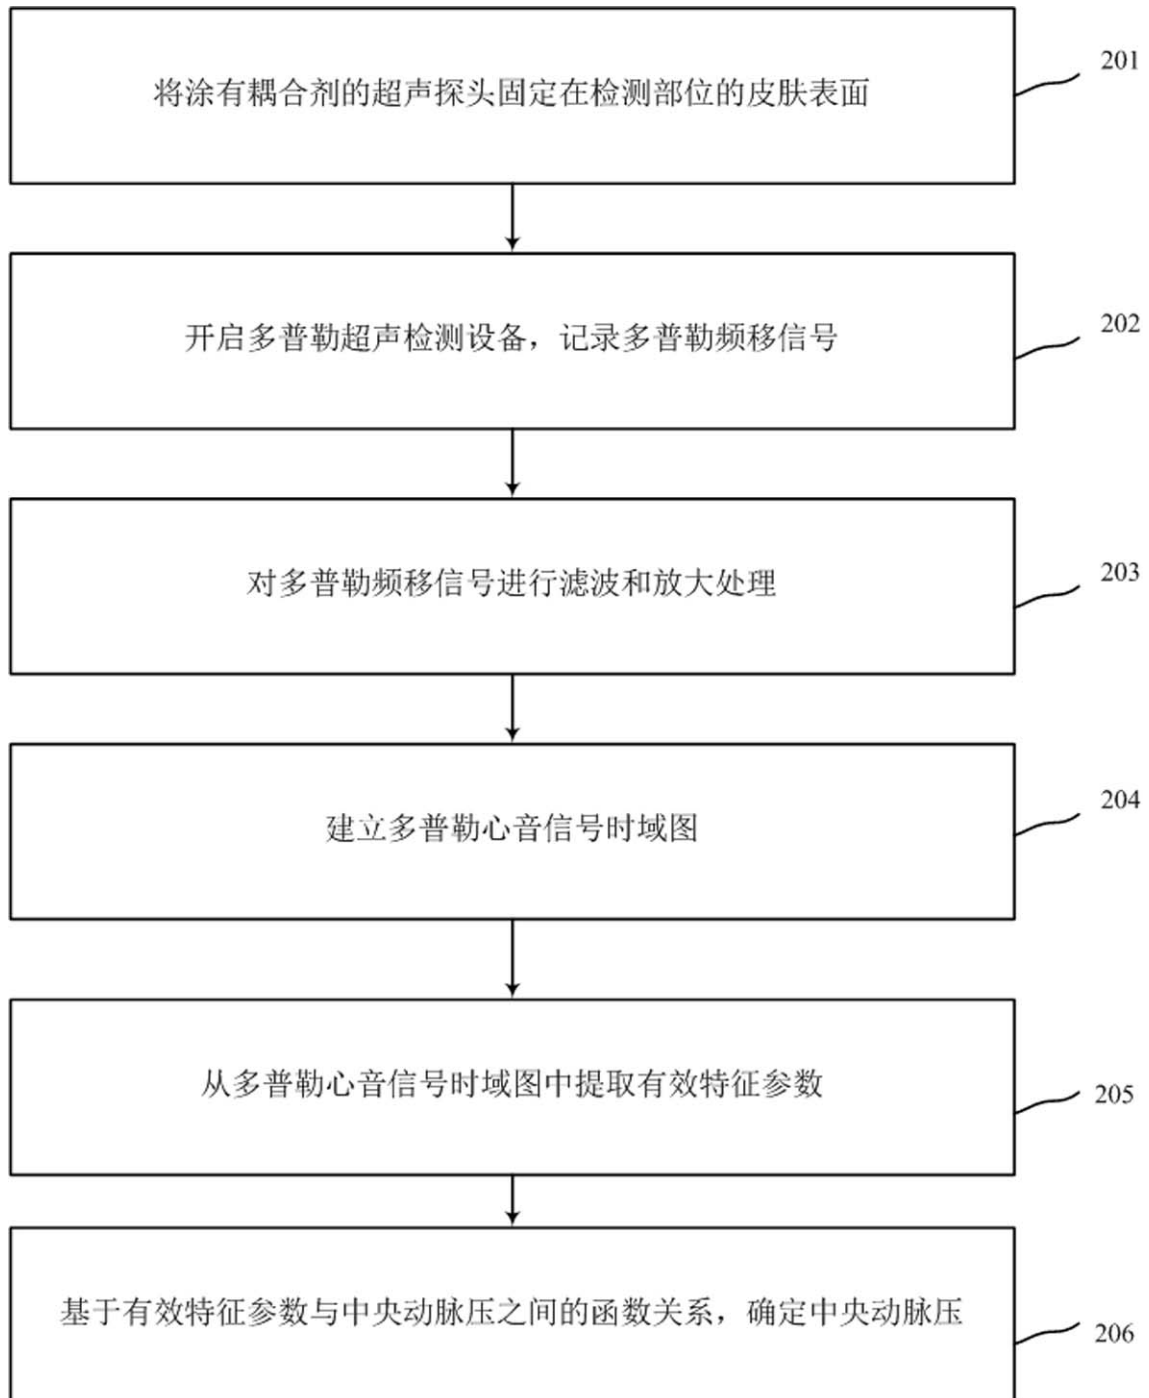 将涂有耦合剂的超声探头固定在检测部位的皮肤表面
201
开启多普勒超声检测设备，记录多普勒频移信号
202
对多普勒频移信号进行滤波和放大处理
203
建立多普勒心音信号时域图
204
从多普勒心音信号时域图中提取有效特征参数
205
基于有效特征参数与中央动脉压之间的函数关系，确定中央动脉压
206